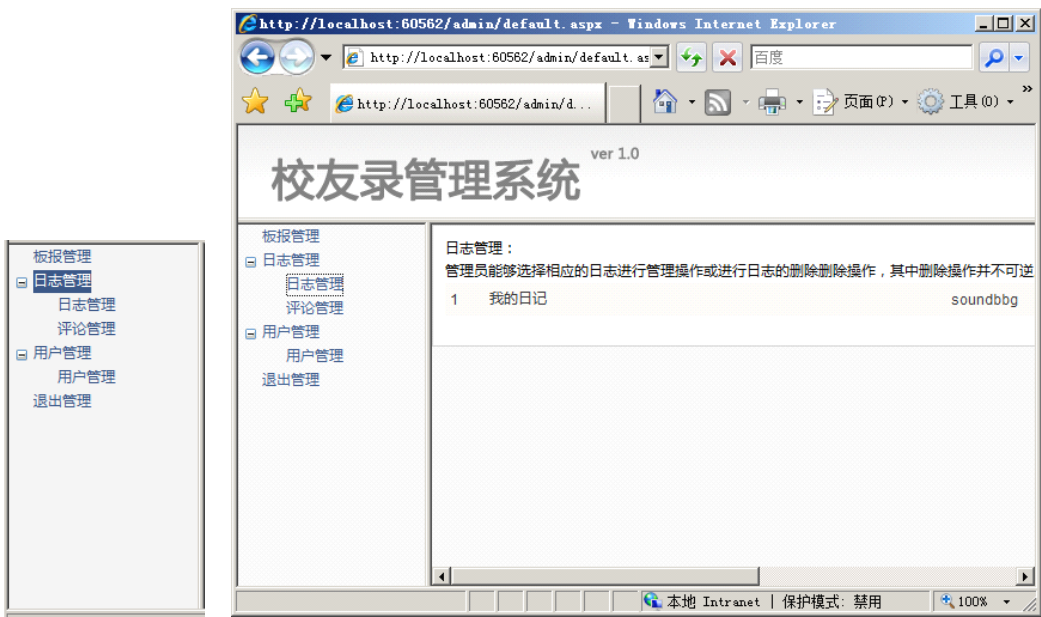 板报管理
日志管理
日志管理
评论管理
用户管理
用户管理
退出管理
http://localhost:60562/admin/default.aspx - Windows Internet Explorer
http://localhost:60562/admin/default.as
百度
http://localhost:60562/admin/d...
页面(P)
工具(O)
»
校友录管理系统 ver 1.0
板报管理
日志管理
日志管理
评论管理
用户管理
用户管理
退出管理
日志管理：
管理员能够选择相应的日志进行管理操作或进行日志的删除删除操作，其中删除操作并不可逆
1 我的日记 soundbbg
本地 Intranet | 保护模式: 禁用
100%